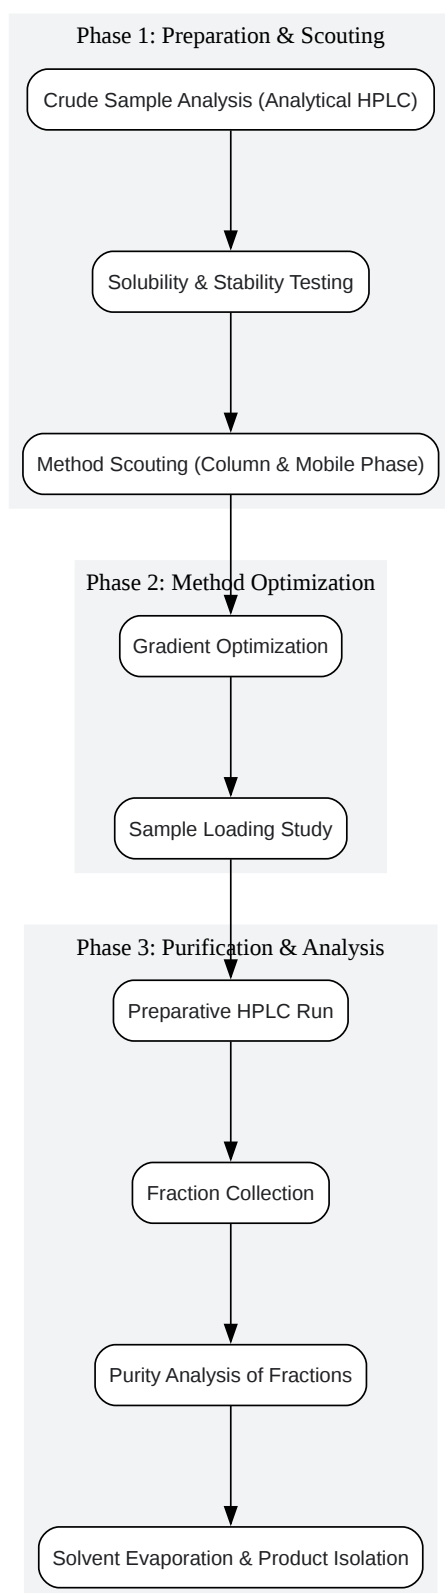 Phase 1: Preparation & Scouting
Crude Sample Analysis (Analytical HPLC)
Solubility & Stability Testing
Method Scouting (Column & Mobile Phase)
Phase 2: Method Optimization
Gradient Optimization
Sample Loading Study
Phase 3: Purification & Analysis
Preparative HPLC Run
Fraction Collection
Purity Analysis of Fractions
Solvent Evaporation & Product Isolation